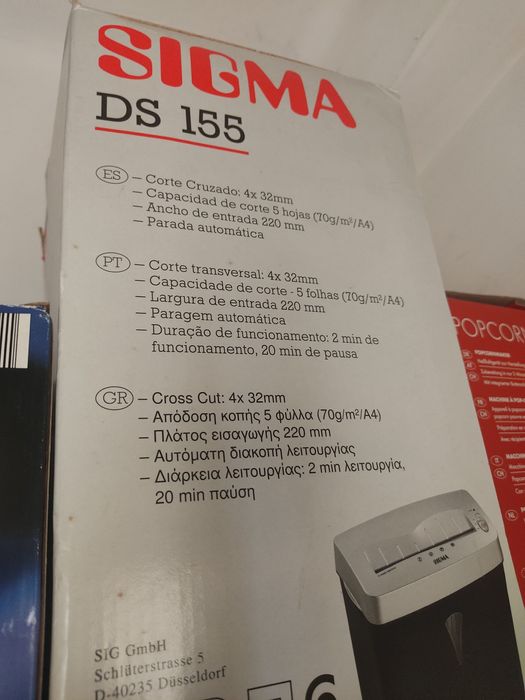 SIGMA
DS 155
ES – Corte Cruzado: 4x 32mm
– Capacidad de corte 5 hojas (70g/m²/A4)
– Ancho de entrada 220 mm
– Parada automática
PT – Corte transversal: 4x 32mm
– Capacidade de corte - 5 folhas (70g/m²/A4)
– Largura de entrada 220 mm
– Paragem automática
– Duração de funcionamento: 2 min de
funcionamento, 20 min de pausa
GR – Cross Cut: 4x 32mm
– Απόδοση κοπής 5 φύλλα (70g/m²/A4)
– Πλάτος εισαγωγής 220 mm
– Αυτόματη διακοπή λειτουργίας
– Διάρκεια λειτουργίας: 2 min λειτουργία,
20 min παύση
SIGMA
SIG GmbH
Schlüterstrasse 5
D-40235 Düsseldorf
POPCOR
POPCORNMAKER
NL